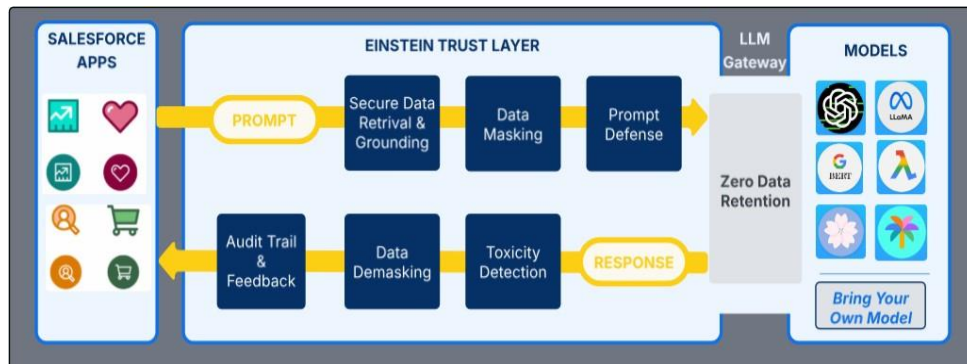 SALESFORCE
APPS
EINSTEIN TRUST LAYER
LLM
Gateway
MODELS
PROMPT
Secure Data
Retrival &
Grounding
Data
Masking
Prompt
Defense
Zero Data
Retention
LLaMA
G
BERT
Audit Trail
&
Feedback
Data
Demasking
Toxicity
Detection
RESPONSE
Bring Your
Own Model